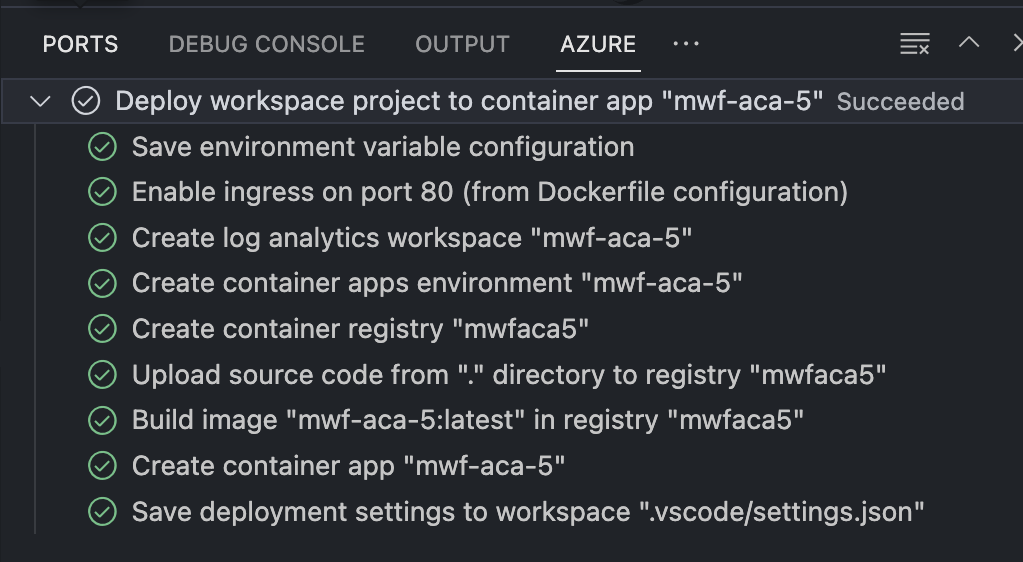 PORTS DEBUG CONSOLE OUTPUT AZURE ...
Deploy workspace project to container app "mwf-aca-5" Succeeded
Save environment variable configuration
Enable ingress on port 80 (from Dockerfile configuration)
Create log analytics workspace "mwf-aca-5"
Create container apps environment "mwf-aca-5"
Create container registry "mwfaca5"
Upload source code from "." directory to registry "mwfaca5"
Build image "mwf-aca-5:latest" in registry "mwfaca5"
Create container app "mwf-aca-5"
Save deployment settings to workspace ".vscode/settings.json"